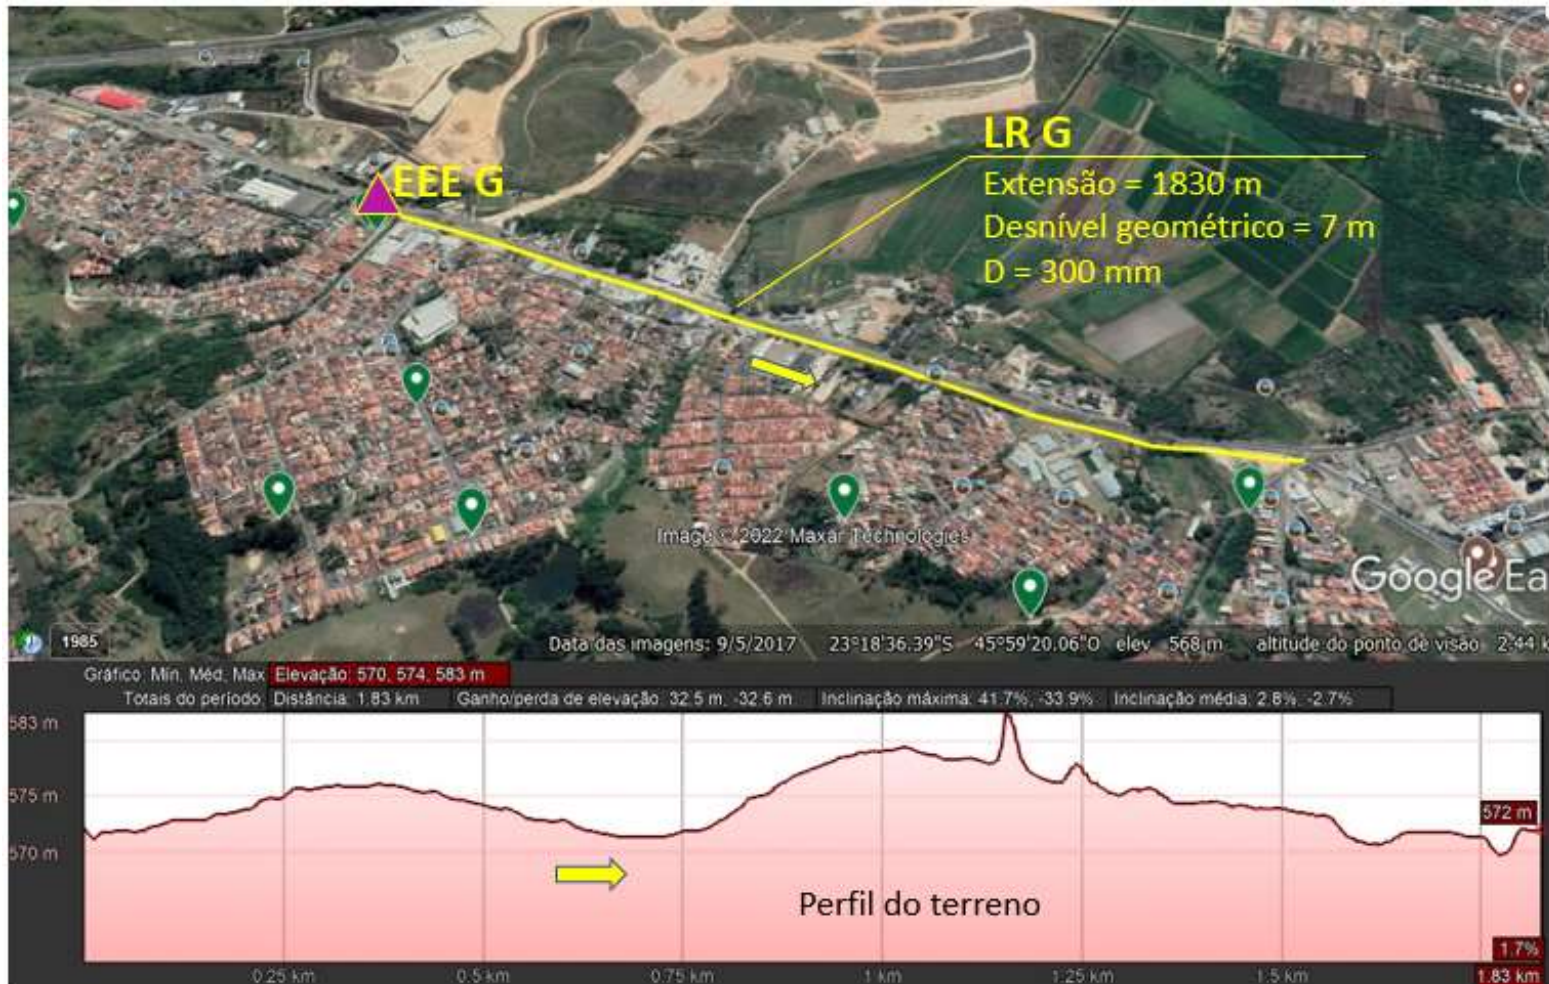 LR G
EEE G
Extensão = 1830 m
Desnível geométrico = 7 m
D = 300 mm
Image © 2022 Maxar Technologies
Google Ea
1985
Data das imagens: 9/5/2017 23°18'36.39"S 45°59'20.06"O elev 568 m altitude do ponto de visão 2.44 k
Gráfico: Mín, Méd, Máx Elevação: 570, 574, 583 m
Totais do período: Distância: 1.83 km Ganho/perda de elevação: 32.5 m, -32.6 m Inclinação máxima: 41.7%, -33.9% Inclinação média: 2.8%, -2.7%
583 m
575 m
572 m
570 m
Perfil do terreno
1.7%
0.25 km 0.5 km 0.75 km 1 km 1.25 km 1.5 km 1.83 km